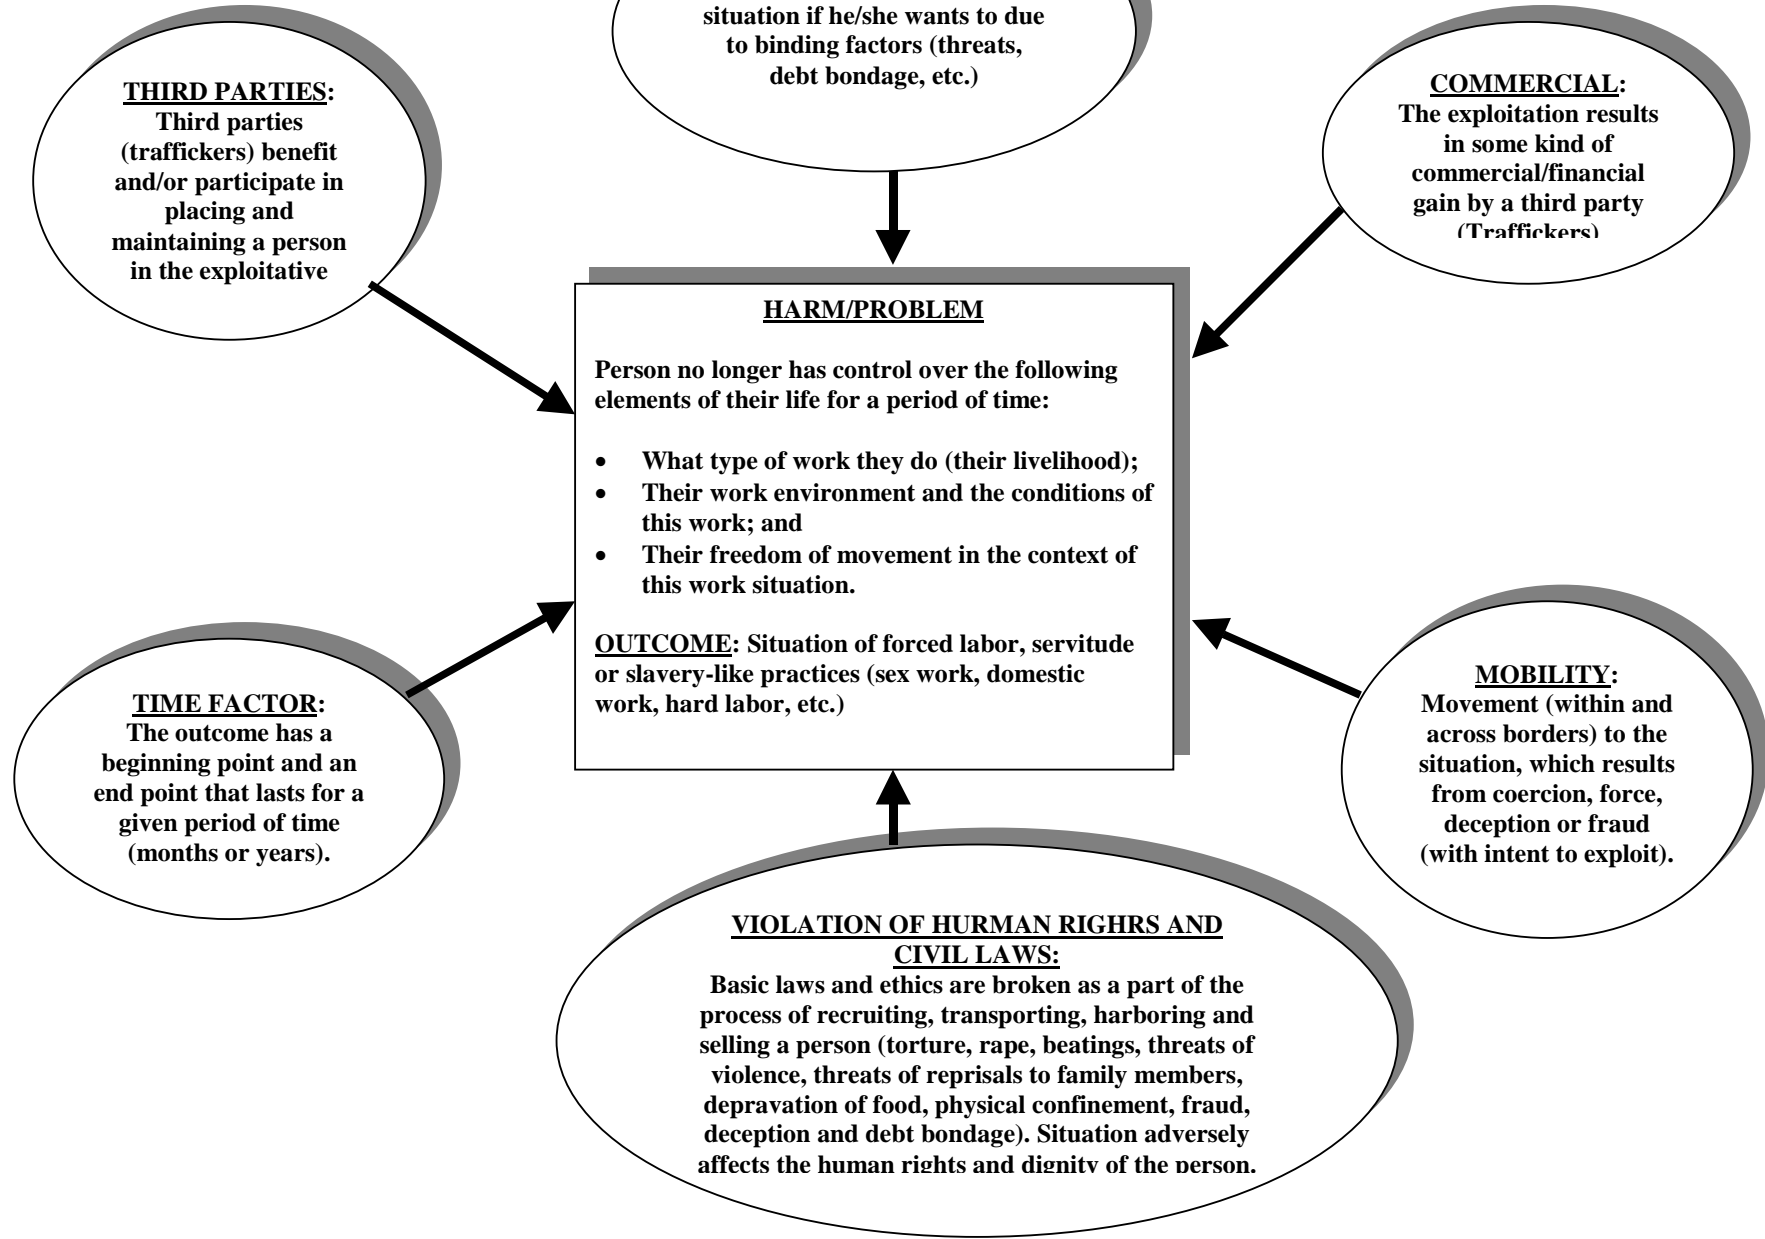 situation if he/she wants to due
to binding factors (threats,
debt bondage, etc.)
THIRD PARTIES:
Third parties
(traffickers) benefit
and/or participate in
placing and
maintaining a person
in the exploitative
COMMERCIAL:
The exploitation results
in some kind of
commercial/financial
gain by a third party
(Traffickers)
HARM/PROBLEM
Person no longer has control over the following
elements of their life for a period of time:
• What type of work they do (their livelihood);
• Their work environment and the conditions of
this work; and
• Their freedom of movement in the context of
this work situation.
OUTCOME: Situation of forced labor, servitude
or slavery-like practices (sex work, domestic
work, hard labor, etc.)
TIME FACTOR:
The outcome has a
beginning point and an
end point that lasts for a
given period of time
(months or years).
MOBILITY:
Movement (within and
across borders) to the
situation, which results
from coercion, force,
deception or fraud
(with intent to exploit).
VIOLATION OF HURMAN RIGHRS AND
CIVIL LAWS:
Basic laws and ethics are broken as a part of the
process of recruiting, transporting, harboring and
selling a person (torture, rape, beatings, threats of
violence, threats of reprisals to family members,
depravation of food, physical confinement, fraud,
deception and debt bondage). Situation adversely
affects the human rights and dignity of the person.